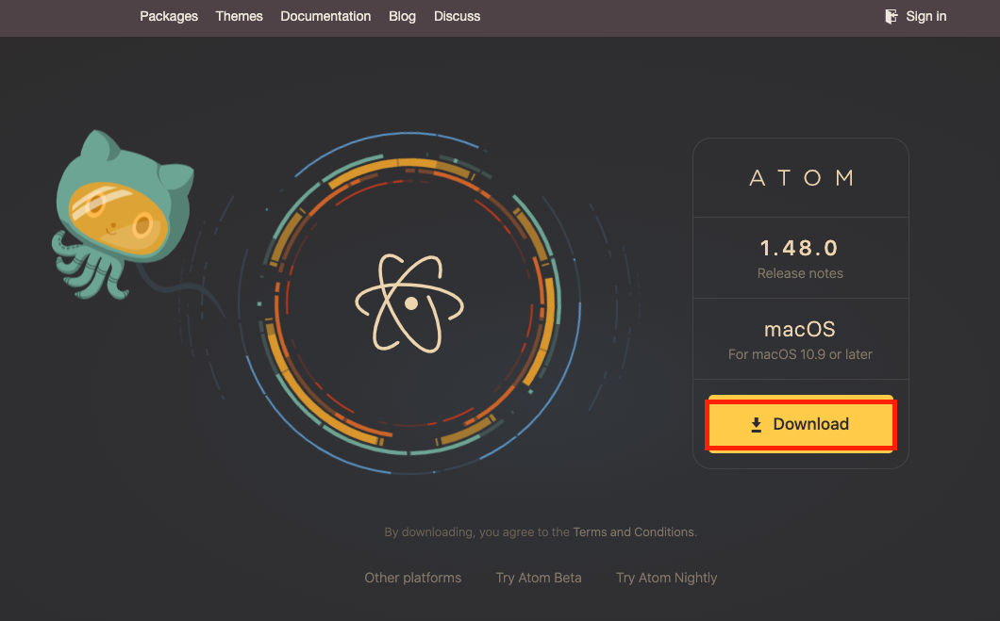 Packages Themes Documentation Blog Discuss Sign in
ATOM
1.48.0
Release notes
macOS
For macOS 10.9 or later
Download
By downloading, you agree to the Terms and Conditions.
Other platforms Try Atom Beta Try Atom Nightly